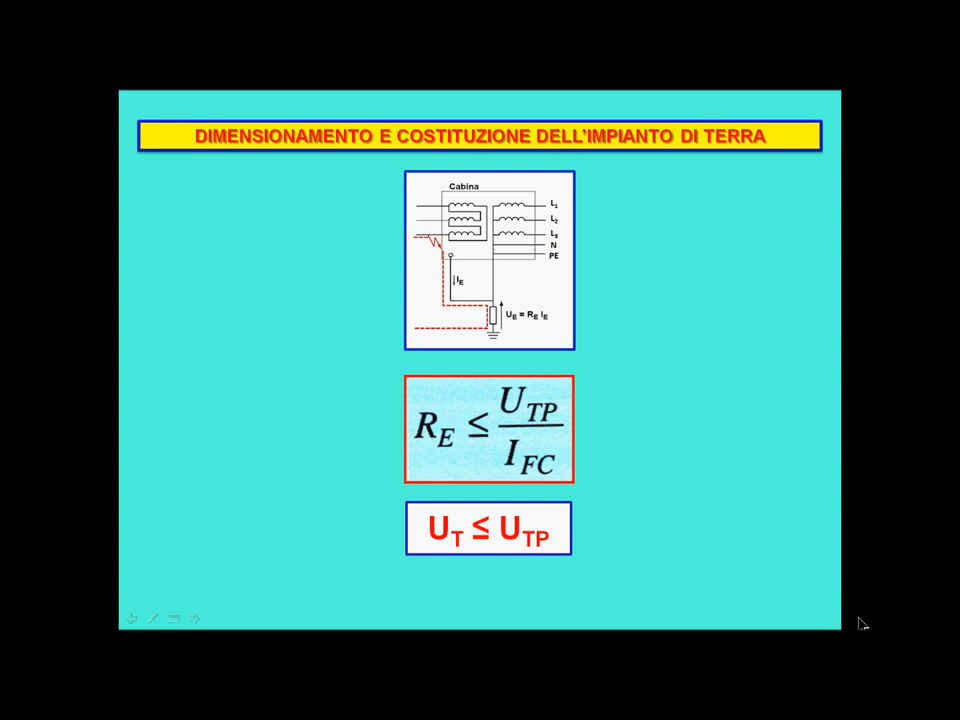 DIMENSIONAMENTO E COSTITUZIONE DELL'IMPIANTO DI TERRA
Cabina
L1
L2
L3
N
PE
IE
UE = RE IE
RE ≤ UTP / IFC
UT ≤ UTP